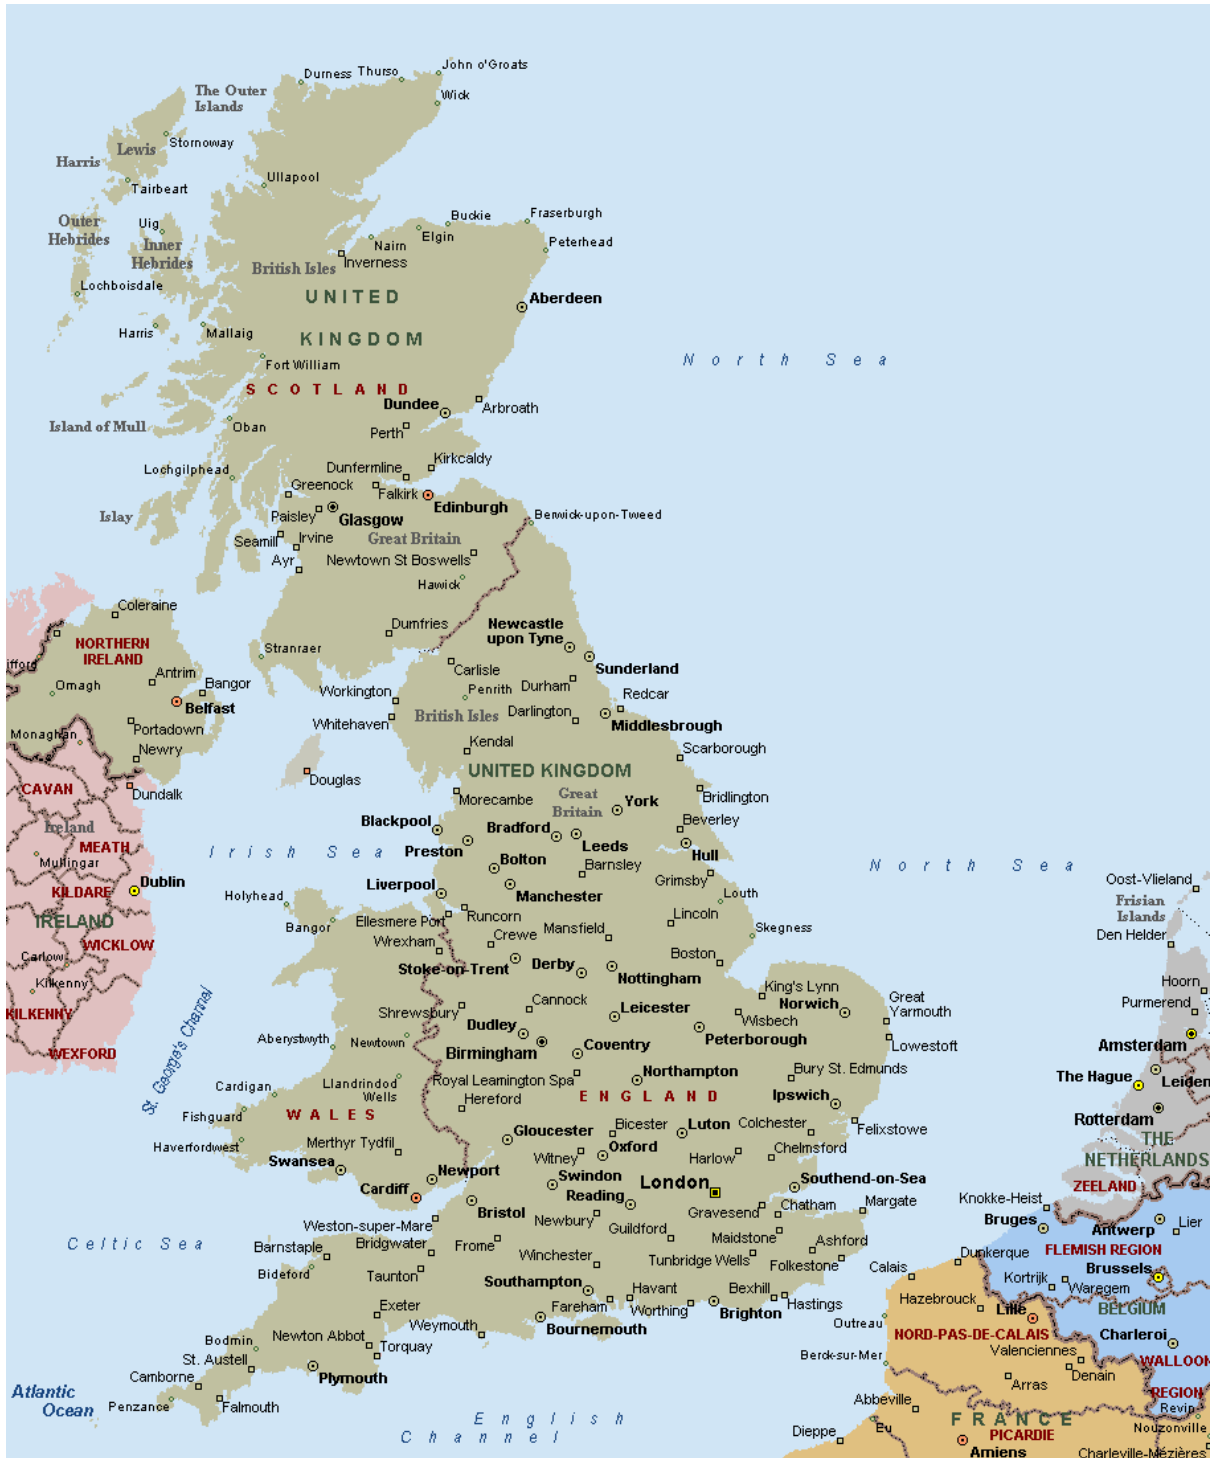 John o'Groats
Durness
Thurso
The Outer
Islands
Wick
Lewis
Stornoway
Harris
Tairbeart
Ullapool
Outer
Hebrides
Uig
Inner
Hebrides
Buckie
Fraserburgh
Elgin
Nairn
Peterhead
British Isles
Inverness
Lochboisdale
UNITED
Aberdeen
Harris
Mallaig
KINGDOM
North Sea
Fort William
SCOTLAND
Dundee
Arbroath
Island of Mull
Oban
Perth
Lochgilphead
Dunfermline
Kirkcaldy
Greenock
Falkirk
Edinburgh
Islay
Paisley
Glasgow
Berwick-upon-Tweed
Seamill
Irvine
Great Britain
Ayr
Newtown St Boswells
Hawick
Coleraine
Dumfries
Newcastle
upon Tyne
NORTHERN
IRELAND
Stranraer
ifford
Carlisle
Sunderland
Antrim
Bangor
Omagh
Workington
Penrith
Durham
Redcar
Belfast
Whitehaven
British Isles
Darlington
Middlesbrough
Monaghan
Portadown
Newry
Kendal
Scarborough
Douglas
UNITED KINGDOM
CAVAN
Dundalk
Morecambe
Great
Britain
York
Bridlington
Ireland
Blackpool
Bradford
Beverley
MEATH
Irish Sea
Preston
Leeds
Hull
Mullingar
Bolton
Barnsley
North Sea
KILDARE
Dublin
Liverpool
Manchester
Grimsby
Oost-Vlieland
Holyhead
Louth
Frisian
Islands
IRELAND
Bangor
Ellesmere Port
Runcorn
Lincoln
WICKLOW
Wrexham
Crewe
Mansfield
Skegness
Den Helder
Carlow
Stoke-on-Trent
Derby
Nottingham
Boston
Kilkenny
King's Lynn
Hoorn
KILKENNY
St. George's Channel
Shrewsbury
Cannock
Leicester
Norwich
Great
Yarmouth
Purmerend
Wisbech
WEXFORD
Aberystwyth
Newtown
Dudley
Birmingham
Coventry
Peterborough
Lowestoft
Amsterdam
Cardigan
Llandrindod
Wells
Royal Leamington Spa
Northampton
Bury St. Edmunds
The Hague
Leiden
Fishguard
WALES
Hereford
ENGLAND
Ipswich
Rotterdam
Haverfordwest
Merthyr Tydfil
Gloucester
Bicester
Luton
Colchester
Felixstowe
THE
NETHERLANDS
Swansea
Witney
Oxford
Harlow
Chelmsford
Newport
Swindon
London
Southend-on-Sea
ZEELAND
Cardiff
Bristol
Reading
Gravesend
Chatham
Margate
Knokke-Heist
Weston-super-Mare
Newbury
Guildford
Maidstone
Bruges
Antwerp
Lier
Celtic Sea
Barnstaple
Bridgwater
Frome
Winchester
Tunbridge Wells
Ashford
Folkestone
Dunkerque
FLEMISH REGION
Bideford
Taunton
Calais
Kortrijk
Waregem
Brussels
Southampton
Havant
Bexhill
Hastings
Hazebrouck
Exeter
Fareham
Worthing
Brighton
Lille
BELGIUM
Weymouth
Bournemouth
Outreau
NORD-PAS-DE-CALAIS
Charleroi
Bodmin
Newton Abbot
Torquay
Valenciennes
St. Austell
Berck-sur-Mer
Denain
WALLOON
REGION
Camborne
Plymouth
Arras
Atlantic
Ocean
Penzance
Falmouth
Abbeville
Revin
English
Channel
Dieppe
Eu
FRANCE
PICARDIE
Nouzonville
Amiens
Charleville-Mézières